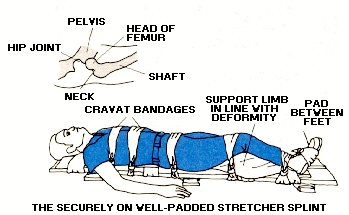 PELVIS
HEAD OF
FEMUR
HIP JOINT
SHAFT
NECK
CRAVAT BANDAGES
SUPPORT LIMB
IN LINE WITH
DEFORMITY
PAD
BETWEEN
FEET
THE SECURELY ON WELL-PADDED STRETCHER SPLINT